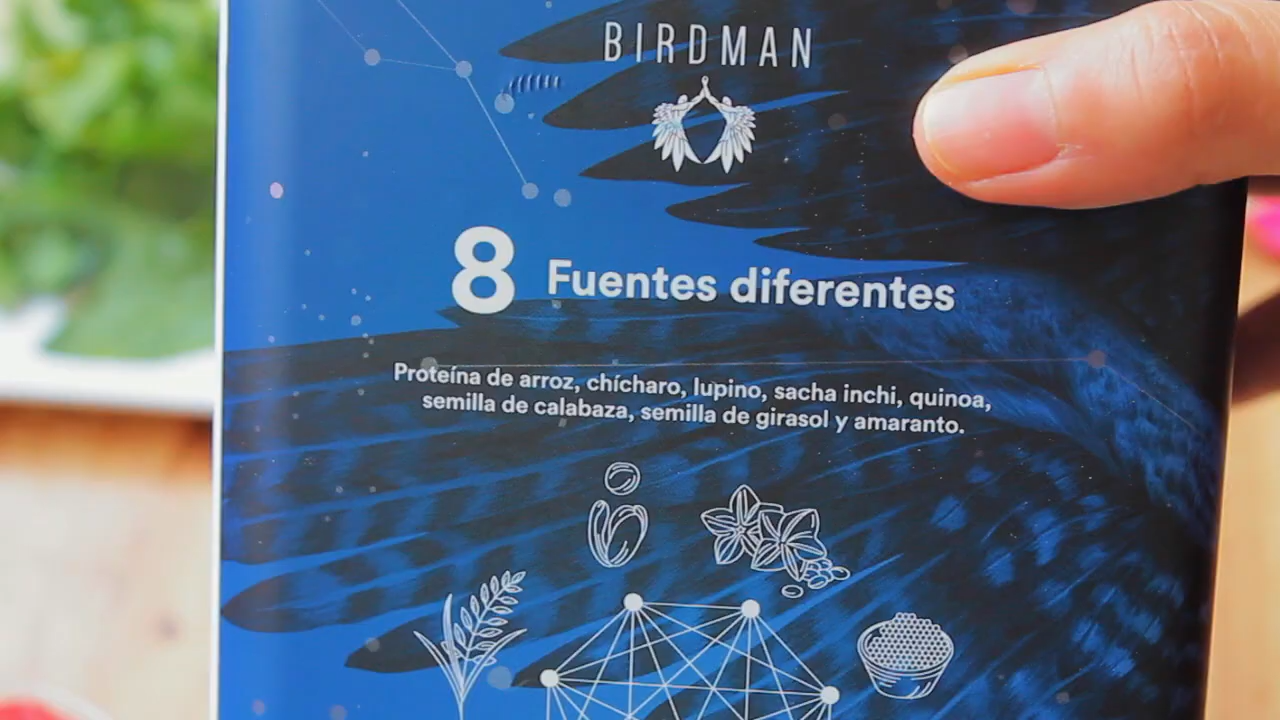 BIRDMAN
8 Fuentes diferentes
Proteína de arroz, chícharo, lupino, sacha inchi, quinoa,
semilla de calabaza, semilla de girasol y amaranto.